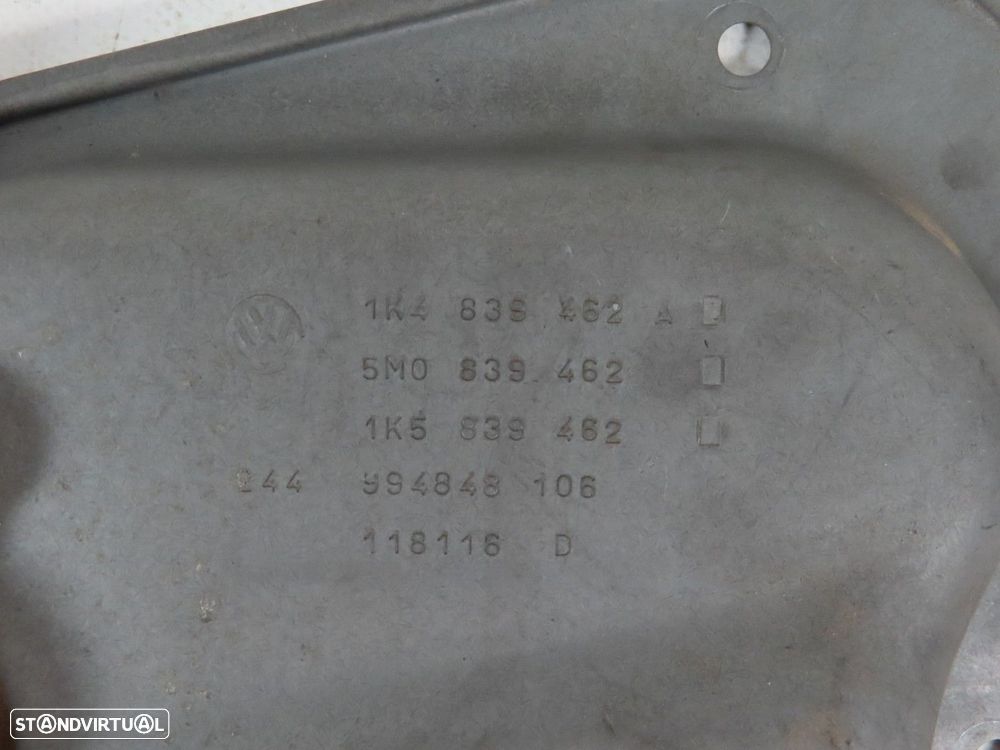 1K4 839 462 A
5M0 839 462
1K5 839 462
244 994848 106
118116 D
STANDVIRTUAL